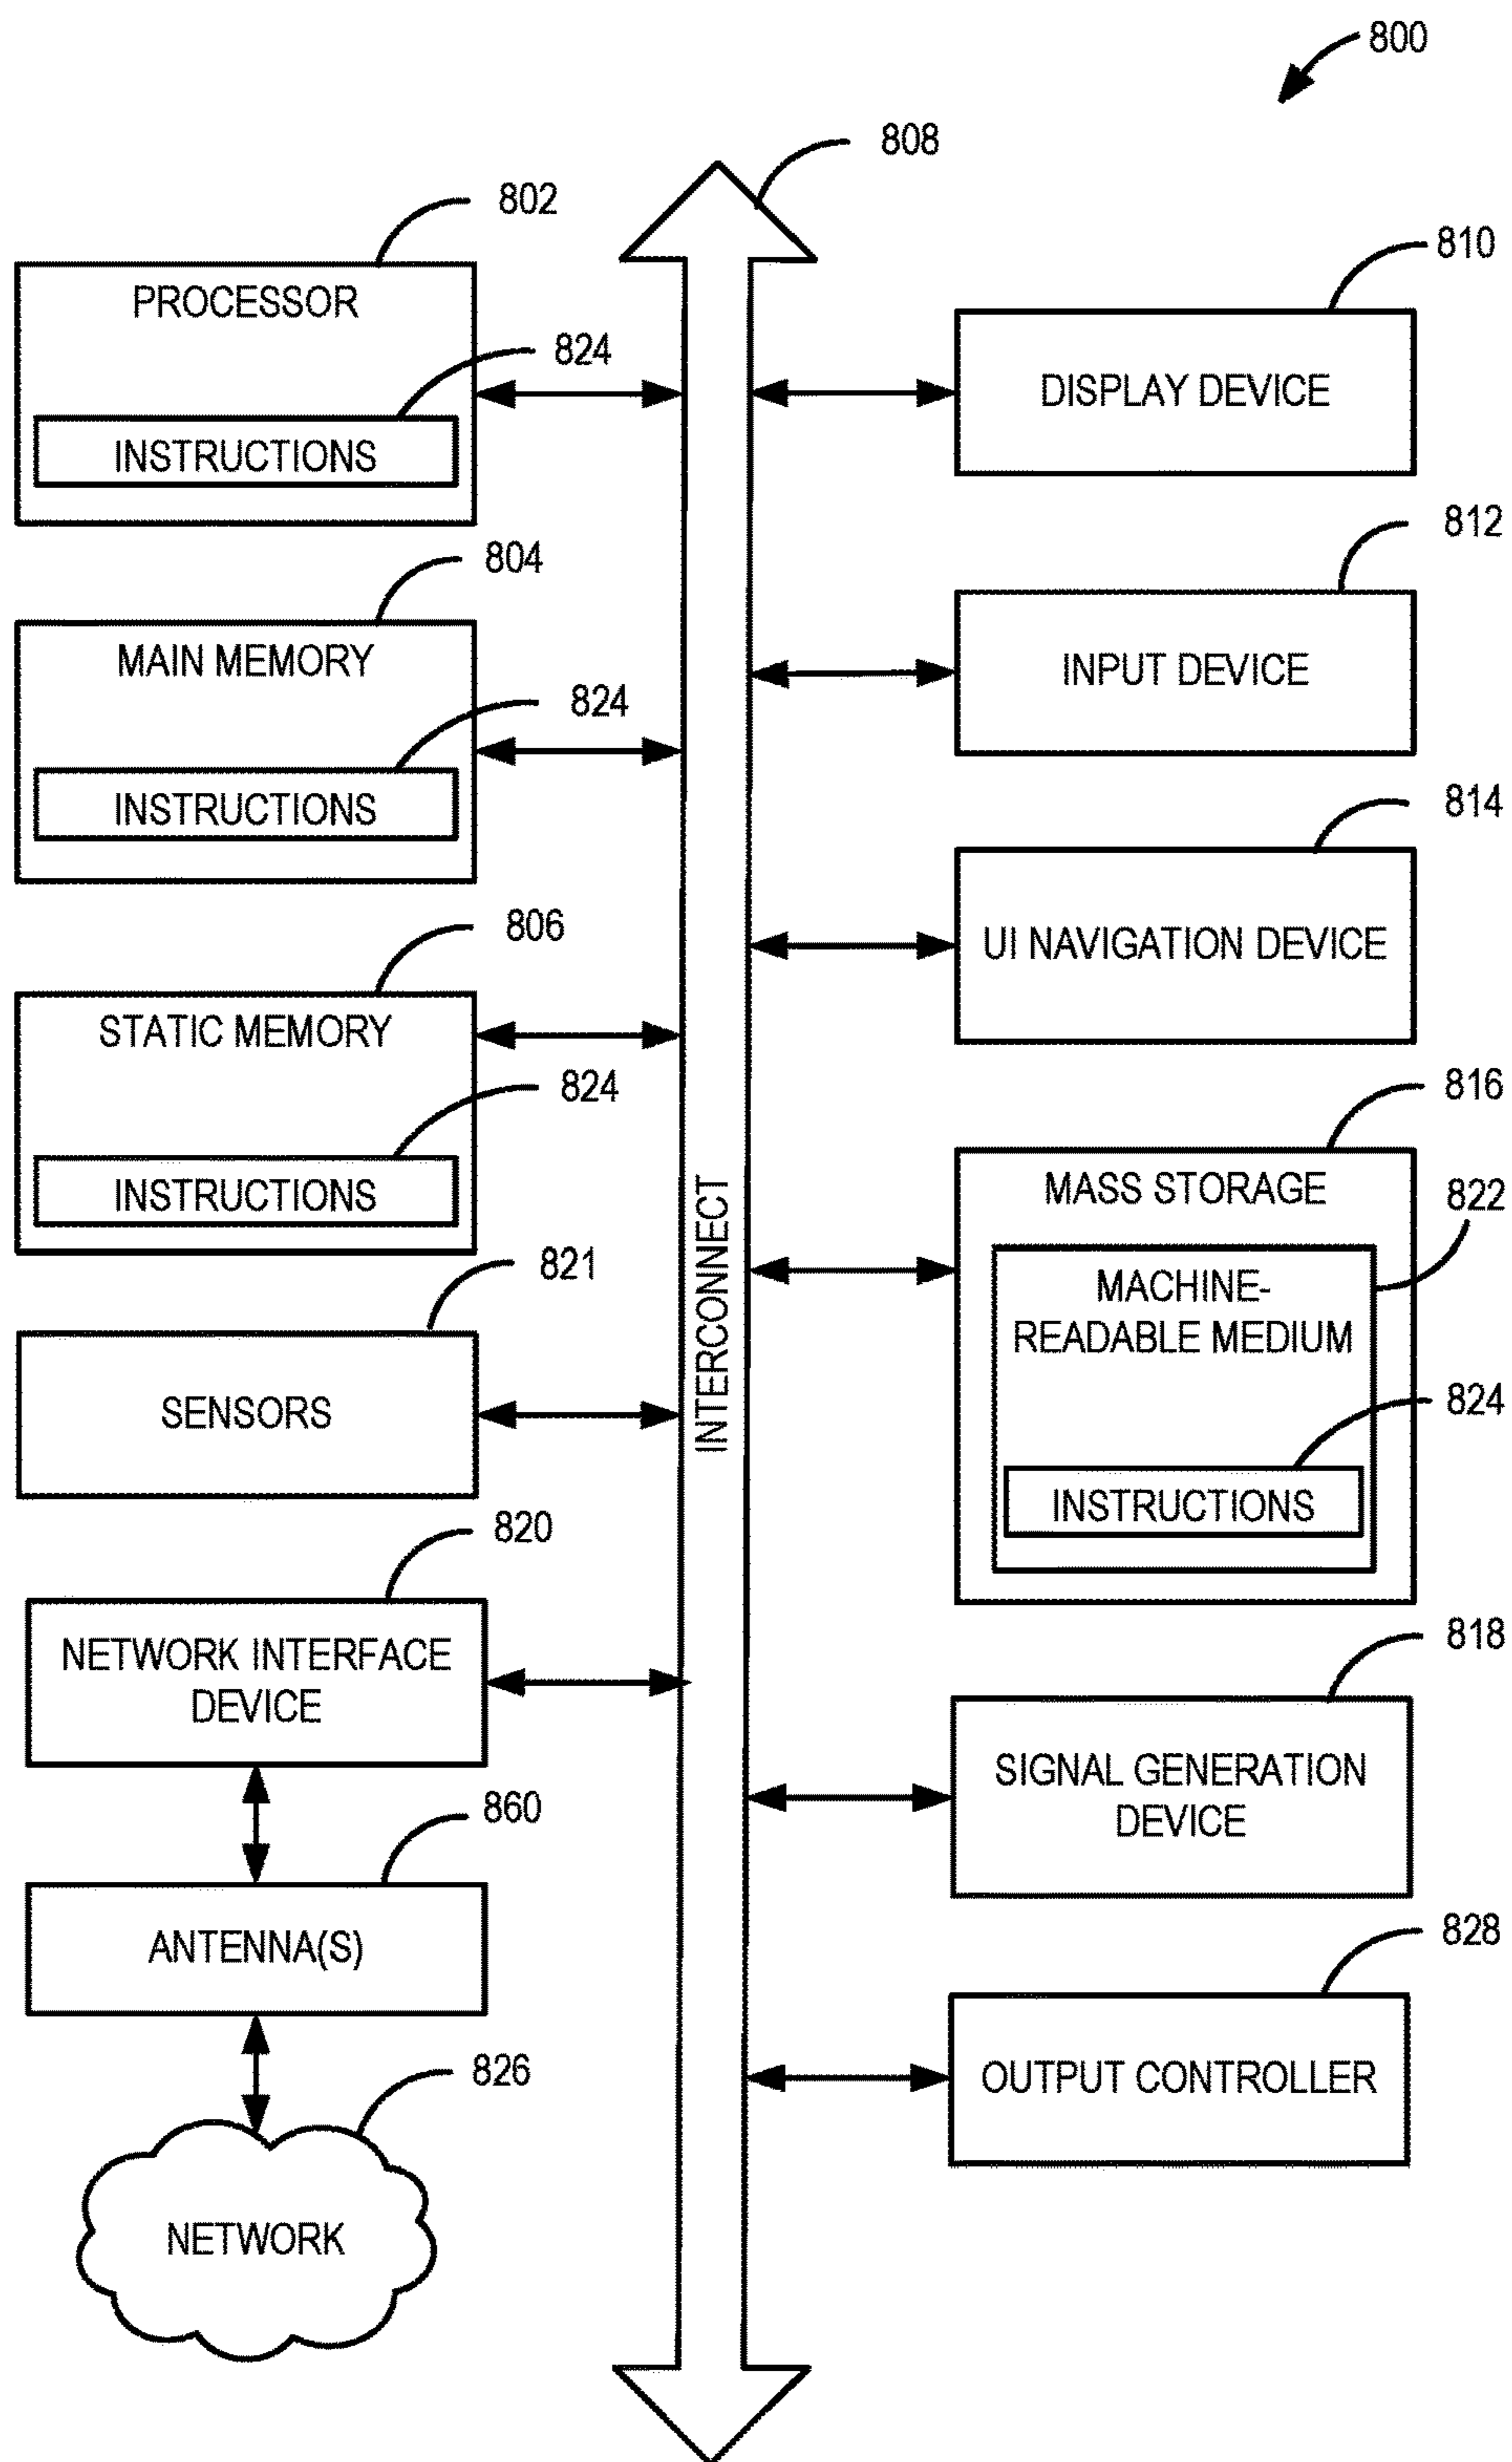 800
808
802
PROCESSOR
824
INSTRUCTIONS
804
MAIN MEMORY
824
INSTRUCTIONS
806
STATIC MEMORY
824
INSTRUCTIONS
821
SENSORS
820
NETWORK INTERFACE
DEVICE
860
ANTENNA(S)
826
NETWORK
INTERCONNECT
810
DISPLAY DEVICE
812
INPUT DEVICE
814
UI NAVIGATION DEVICE
816
MASS STORAGE
822
MACHINE-
READABLE MEDIUM
824
INSTRUCTIONS
818
SIGNAL GENERATION
DEVICE
828
OUTPUT CONTROLLER